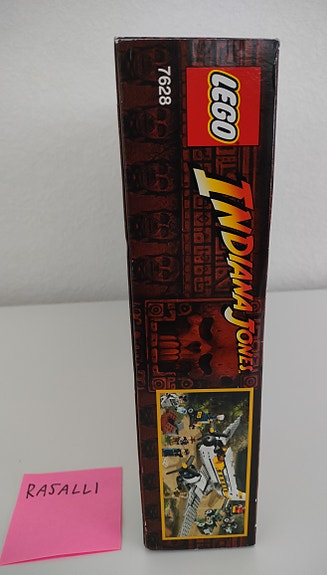 LEGO
7628
INDIANA JONES
RASALLI